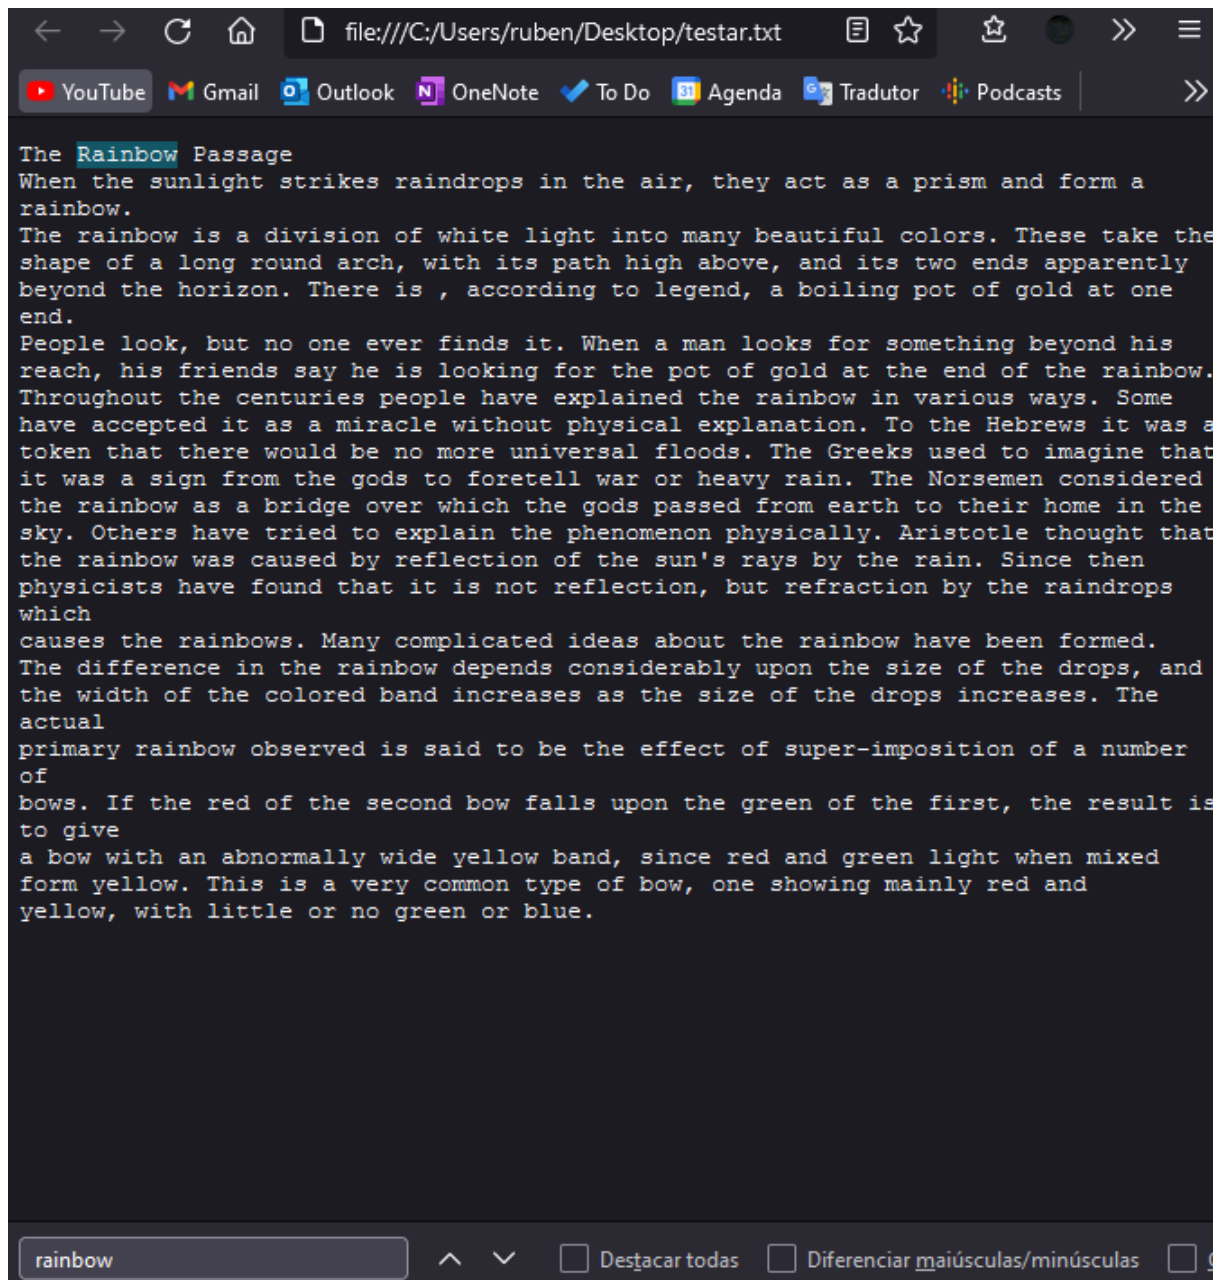 file:///C:/Users/ruben/Desktop/testar.txt
YouTube Gmail Outlook OneNote To Do 31 Agenda Tradutor Podcasts
The Rainbow Passage
When the sunlight strikes raindrops in the air, they act as a prism and form a
rainbow.
The rainbow is a division of white light into many beautiful colors. These take the
shape of a long round arch, with its path high above, and its two ends apparently
beyond the horizon. There is , according to legend, a boiling pot of gold at one
end.
People look, but no one ever finds it. When a man looks for something beyond his
reach, his friends say he is looking for the pot of gold at the end of the rainbow.
Throughout the centuries people have explained the rainbow in various ways. Some
have accepted it as a miracle without physical explanation. To the Hebrews it was a
token that there would be no more universal floods. The Greeks used to imagine that
it was a sign from the gods to foretell war or heavy rain. The Norsemen considered
the rainbow as a bridge over which the gods passed from earth to their home in the
sky. Others have tried to explain the phenomenon physically. Aristotle thought that
the rainbow was caused by reflection of the sun's rays by the rain. Since then
physicists have found that it is not reflection, but refraction by the raindrops
which
causes the rainbows. Many complicated ideas about the rainbow have been formed.
The difference in the rainbow depends considerably upon the size of the drops, and
the width of the colored band increases as the size of the drops increases. The
actual
primary rainbow observed is said to be the effect of super-imposition of a number
of
bows. If the red of the second bow falls upon the green of the first, the result is
to give
a bow with an abnormally wide yellow band, since red and green light when mixed
form yellow. This is a very common type of bow, one showing mainly red and
yellow, with little or no green or blue.
rainbow Destacar todas Diferenciar maiúsculas/minúsculas